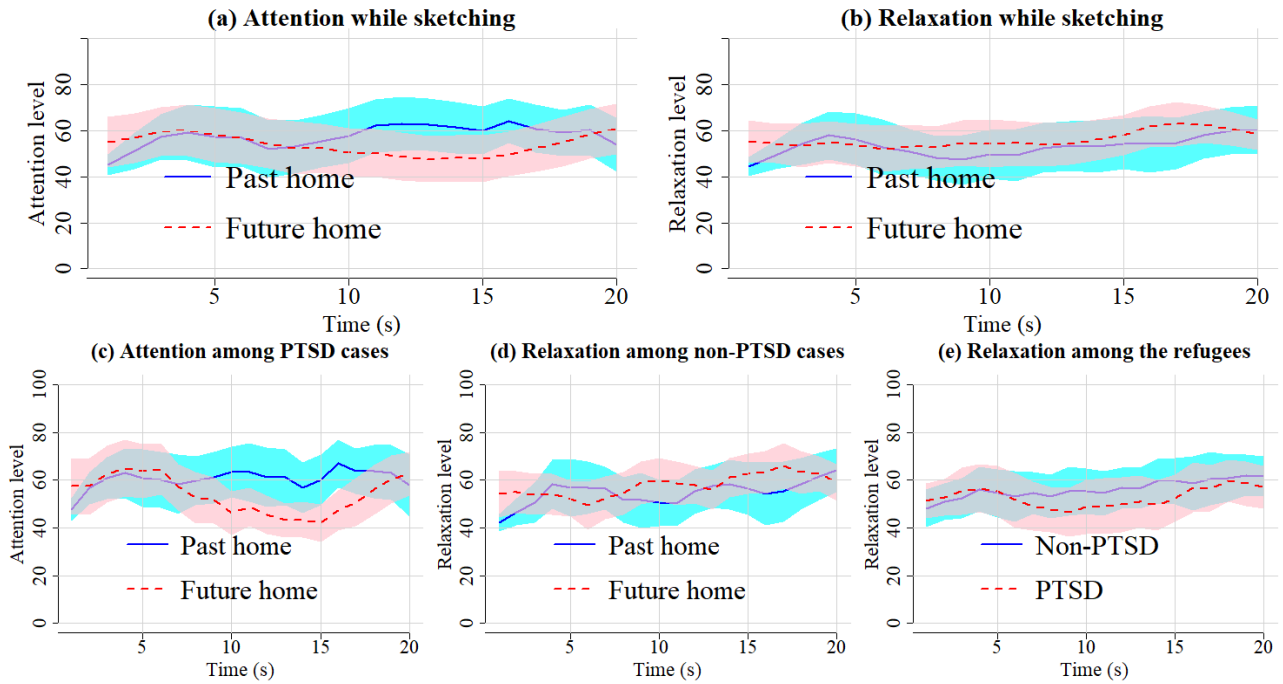 (a) Attention while sketching
Attention level
0 20 40 60 80
Past home
Future home
5 10 15 20
Time (s)
(b) Relaxation while sketching
Relaxation level
0 20 40 60 80
Past home
Future home
5 10 15 20
Time (s)
(c) Attention among PTSD cases
Attention level
0 20 40 60 80 100
Past home
Future home
5 10 15 20
Time (s)
(d) Relaxation among non-PTSD cases
Relaxation level
0 20 40 60 80 100
Past home
Future home
5 10 15 20
Time (s)
(e) Relaxation among the refugees
Relaxation level
0 20 40 60 80 100
Non-PTSD
PTSD
5 10 15 20
Time (s)